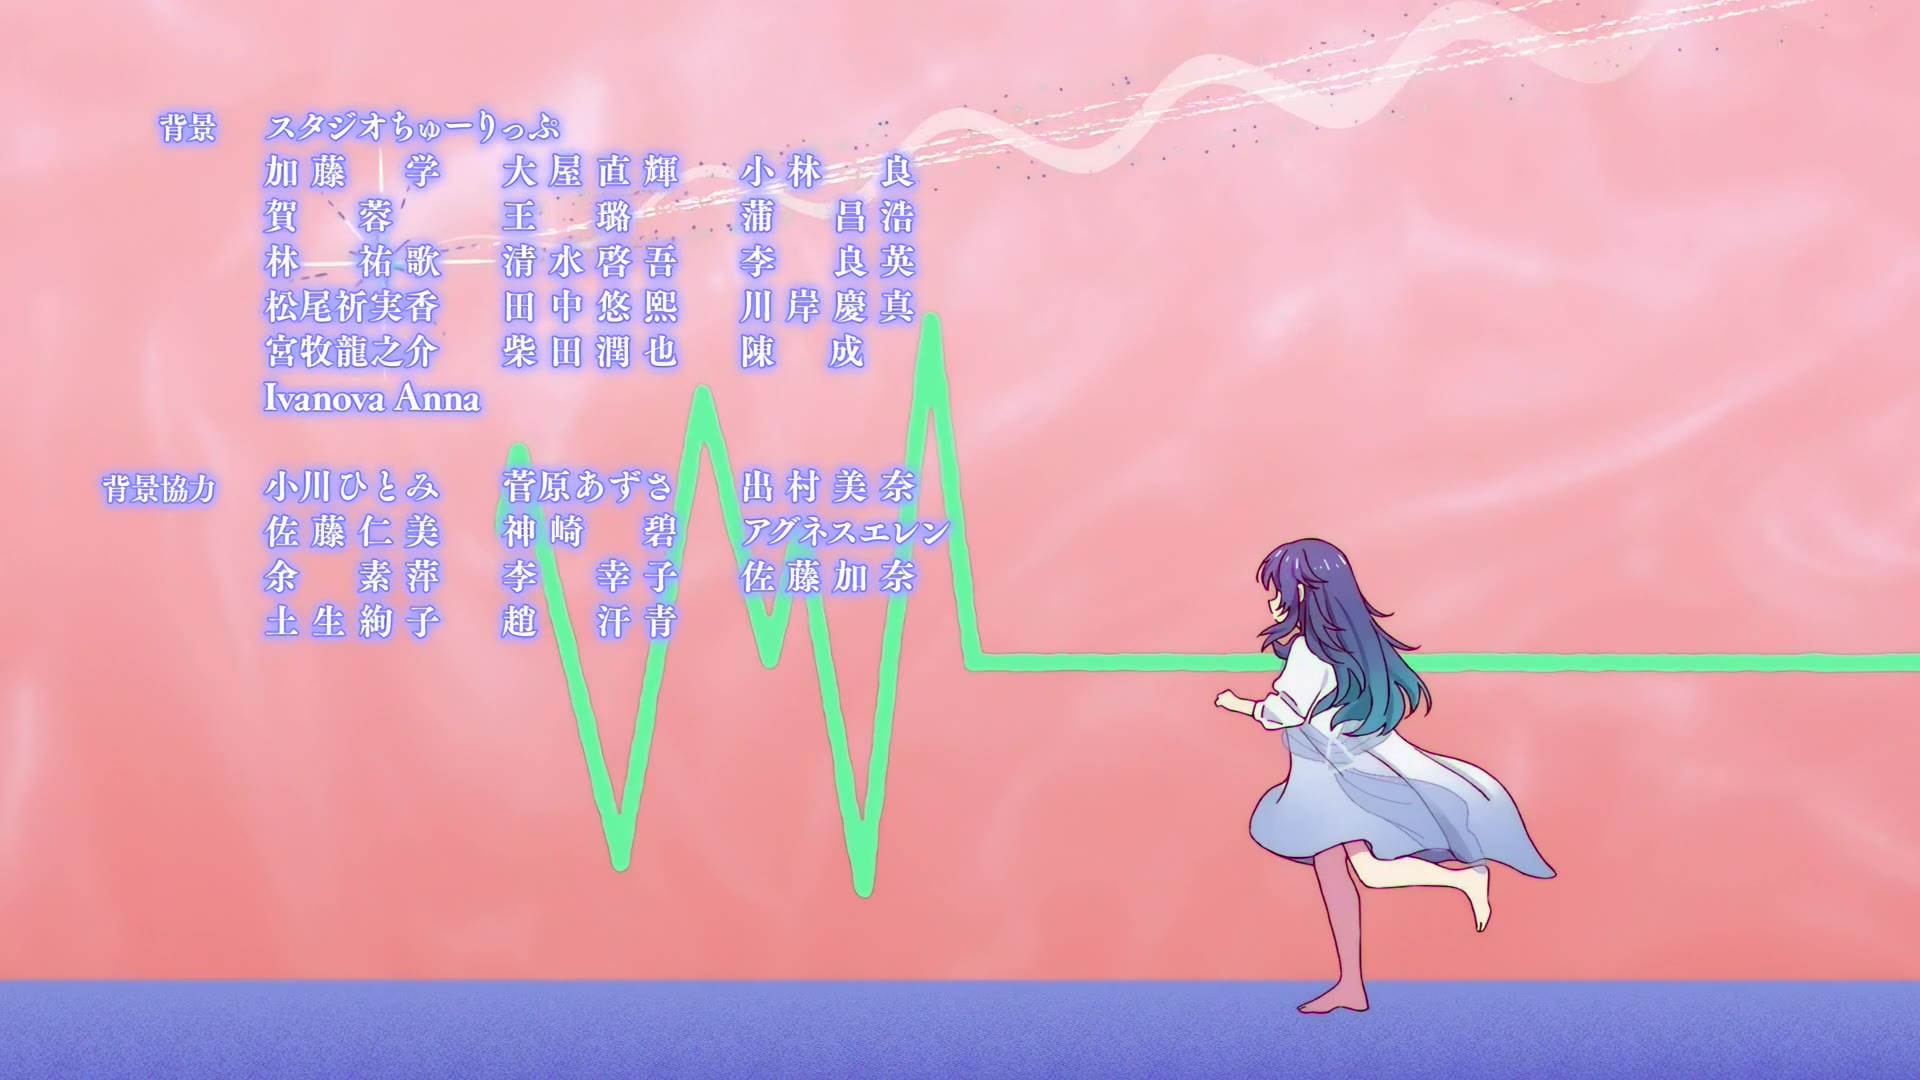 背景 スタジオちゅーりっぷ
加藤 学 大屋直輝 小林 良
賀 蓉 王 璐 蒲 昌浩
林 祐歌 清水啓吾 李 良英
松尾祈実香 田中悠熙 川岸慶真
宮牧龍之介 柴田潤也 陳 成
Ivanova Anna
背景協力 小川ひとみ 菅原あずさ 出村美奈
佐藤仁美 神崎 碧 アグネスエレン
余 素萍 李 幸子 佐藤加奈
土生絢子 趙 汗青